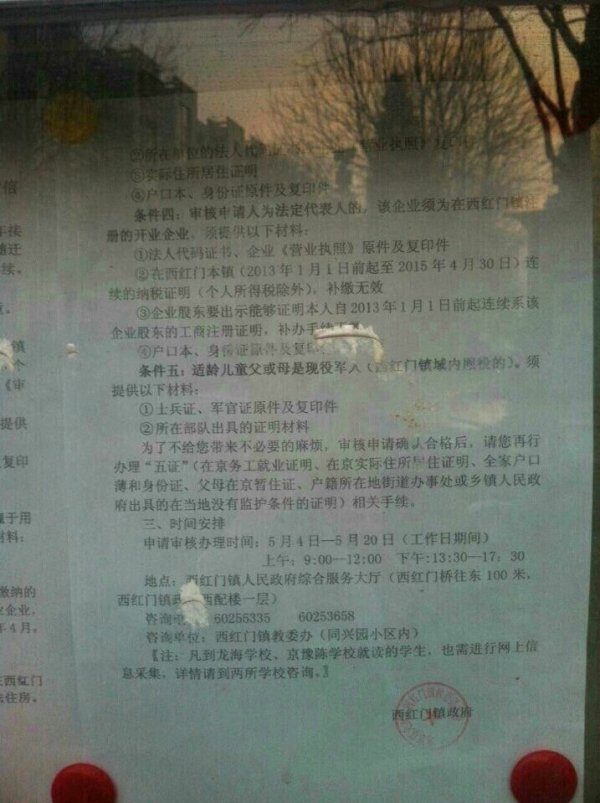 ②所在单位的法人代
营业执照》复印件
③实际住所居住证明
④户口本、身份证原件及复印件
条件四：审核申请人为法定代表人的，该企业须为在西红门镇注
册的开业企业，须提供以下材料：
①法人代码证书、企业《营业执照》原件及复印件
②在西红门本镇（2013年1月1日前起至2015年4月30日）连
续的纳税证明（个人所得税除外），补缴无效
③企业股东要出示能够证明本人自2013年1月1日前起连续系该
企业股东的工商注册证明，补办手续
④户口本、身份证原件及复印
条件五：适龄儿童父或母是现役军人（西红门镇域内服役的）。须
提供以下材料：
①士兵证、军官证原件及复印件
②所在部队出具的证明材料
为了不给您带来不必要的麻烦，审核申请确认合格后，请您再行
办理“五证”（在京务工就业证明、在京实际住所居住证明、全家户口
薄和身份证、父母在京暂住证、户籍所在地街道办事处或乡镇人民政
府出具的在当地没有监护条件的证明）相关手续。
三、时间安排
申请审核办理时间：5月4日—5月20日（工作日期间）
上午：9:00—12:00 下午:13:30—17：30
地点：西红门镇人民政府综合服务大厅（西红门桥往东100米，
西红门镇政 西配楼一层）
咨询 60255335 60253658
咨询单位：西红门镇教委办（同兴园小区内）
〖注：凡到龙海学校、京豫陈学校就读的学生，也需进行网上信
息采集，详情请到两所学校咨询。〗
西红门镇政府